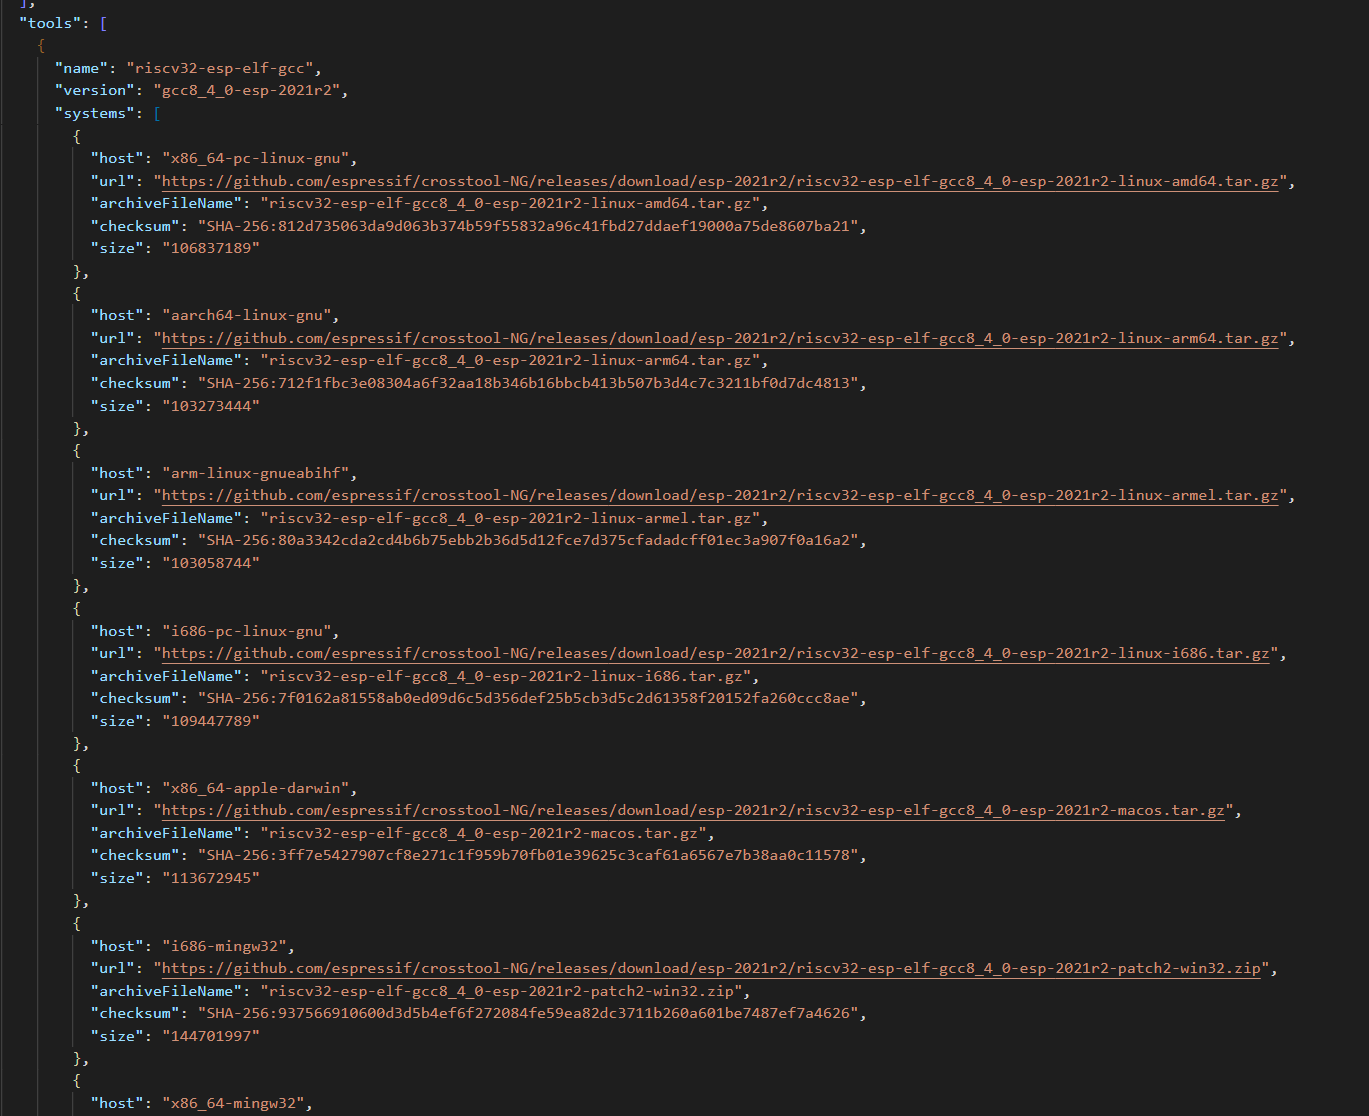 ],
"tools": [
{
"name": "riscv32-esp-elf-gcc",
"version": "gcc8_4_0-esp-2021r2",
"systems": [
{
"host": "x86_64-pc-linux-gnu",
"url": "https://github.com/espressif/crosstool-NG/releases/download/esp-2021r2/riscv32-esp-elf-gcc8_4_0-esp-2021r2-linux-amd64.tar.gz",
"archiveFileName": "riscv32-esp-elf-gcc8_4_0-esp-2021r2-linux-amd64.tar.gz",
"checksum": "SHA-256:812d735063da9d063b374b59f55832a96c41fbd27ddaef19000a75de8607ba21",
"size": "106837189"
},
{
"host": "aarch64-linux-gnu",
"url": "https://github.com/espressif/crosstool-NG/releases/download/esp-2021r2/riscv32-esp-elf-gcc8_4_0-esp-2021r2-linux-arm64.tar.gz",
"archiveFileName": "riscv32-esp-elf-gcc8_4_0-esp-2021r2-linux-arm64.tar.gz",
"checksum": "SHA-256:712f1fbc3e08304a6f32aa18b346b16bbcb413b507b3d4c7c3211bf0d7dc4813",
"size": "103273444"
},
{
"host": "arm-linux-gnueabihf",
"url": "https://github.com/espressif/crosstool-NG/releases/download/esp-2021r2/riscv32-esp-elf-gcc8_4_0-esp-2021r2-linux-armel.tar.gz",
"archiveFileName": "riscv32-esp-elf-gcc8_4_0-esp-2021r2-linux-armel.tar.gz",
"checksum": "SHA-256:80a3342cda2cd4b6b75ebb2b36d5d12fce7d375cfadadcff01ec3a907f0a16a2",
"size": "103058744"
},
{
"host": "i686-pc-linux-gnu",
"url": "https://github.com/espressif/crosstool-NG/releases/download/esp-2021r2/riscv32-esp-elf-gcc8_4_0-esp-2021r2-linux-i686.tar.gz",
"archiveFileName": "riscv32-esp-elf-gcc8_4_0-esp-2021r2-linux-i686.tar.gz",
"checksum": "SHA-256:7f0162a81558ab0ed09d6c5d356def25b5cb3d5c2d61358f20152fa260ccc8ae",
"size": "109447789"
},
{
"host": "x86_64-apple-darwin",
"url": "https://github.com/espressif/crosstool-NG/releases/download/esp-2021r2/riscv32-esp-elf-gcc8_4_0-esp-2021r2-macos.tar.gz",
"archiveFileName": "riscv32-esp-elf-gcc8_4_0-esp-2021r2-macos.tar.gz",
"checksum": "SHA-256:3ff7e5427907cf8e271c1f959b70fb01e39625c3caf61a6567e7b38aa0c11578",
"size": "113672945"
},
{
"host": "i686-mingw32",
"url": "https://github.com/espressif/crosstool-NG/releases/download/esp-2021r2/riscv32-esp-elf-gcc8_4_0-esp-2021r2-patch2-win32.zip",
"archiveFileName": "riscv32-esp-elf-gcc8_4_0-esp-2021r2-patch2-win32.zip",
"checksum": "SHA-256:937566910600d3d5b4ef6f272084fe59ea82dc3711b260a601be7487ef7a4626",
"size": "144701997"
},
{
"host": "x86_64-mingw32",